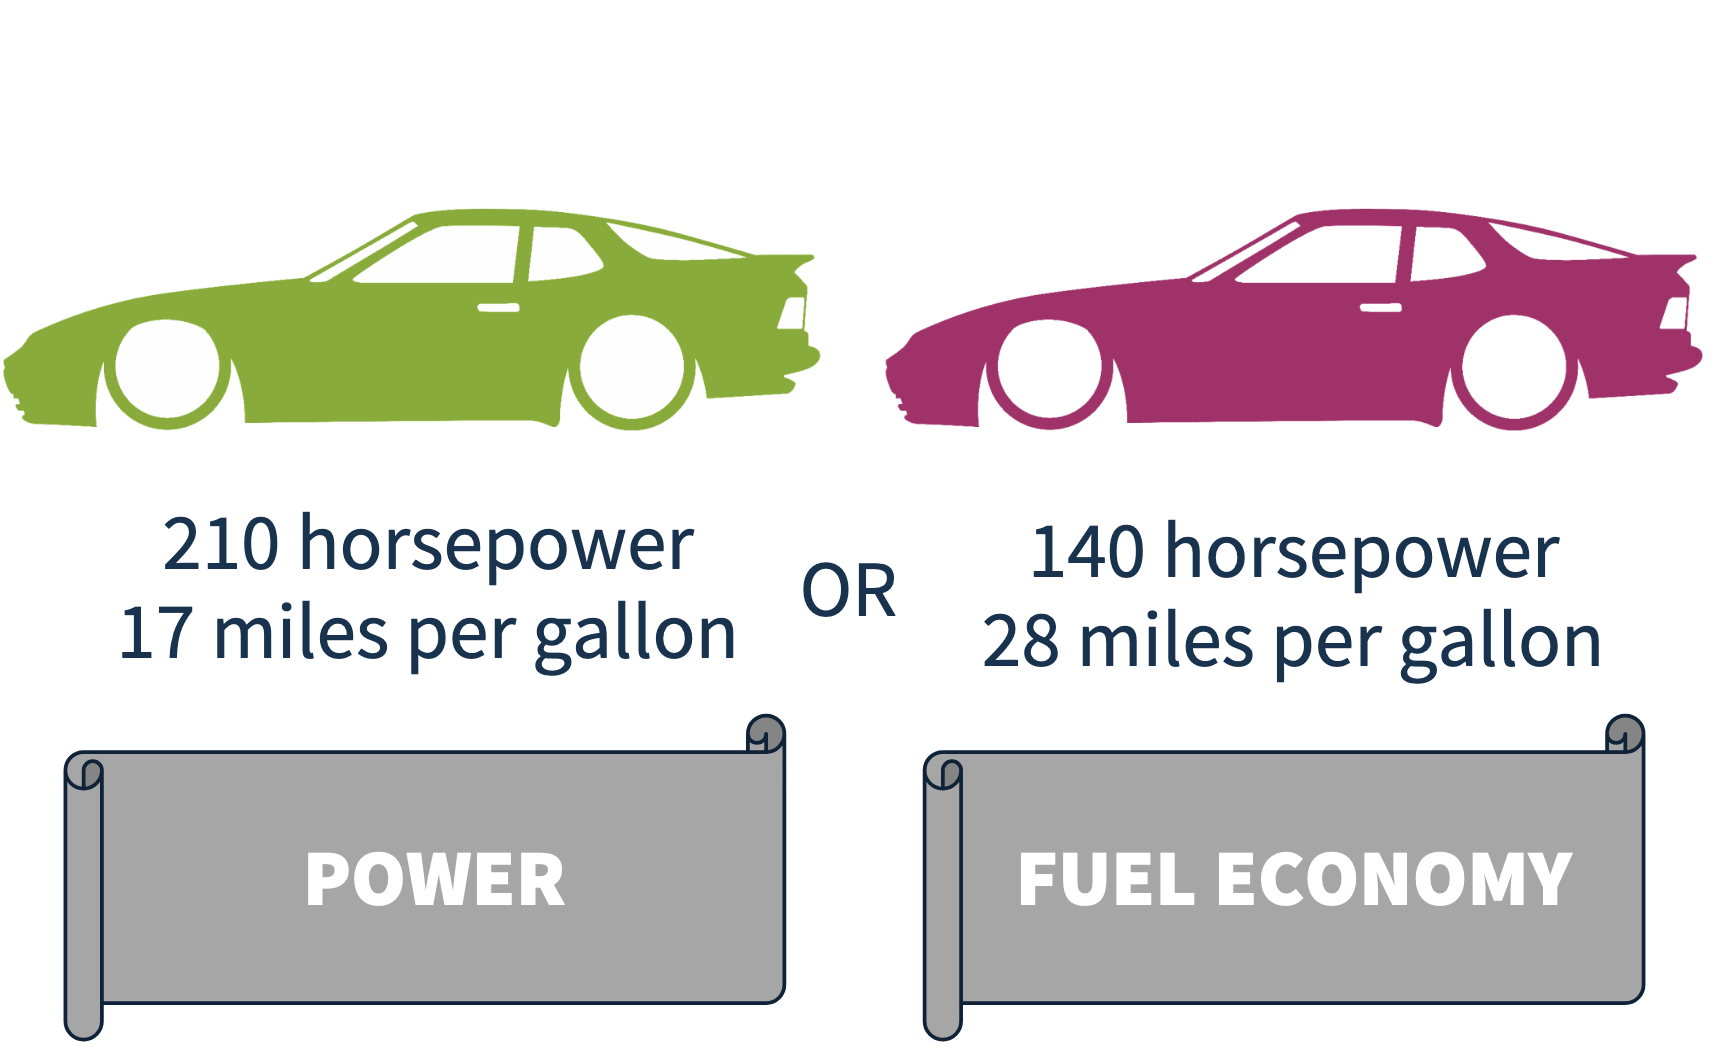 210 horsepower
17 miles per gallon
OR
140 horsepower
28 miles per gallon
POWER
FUEL ECONOMY